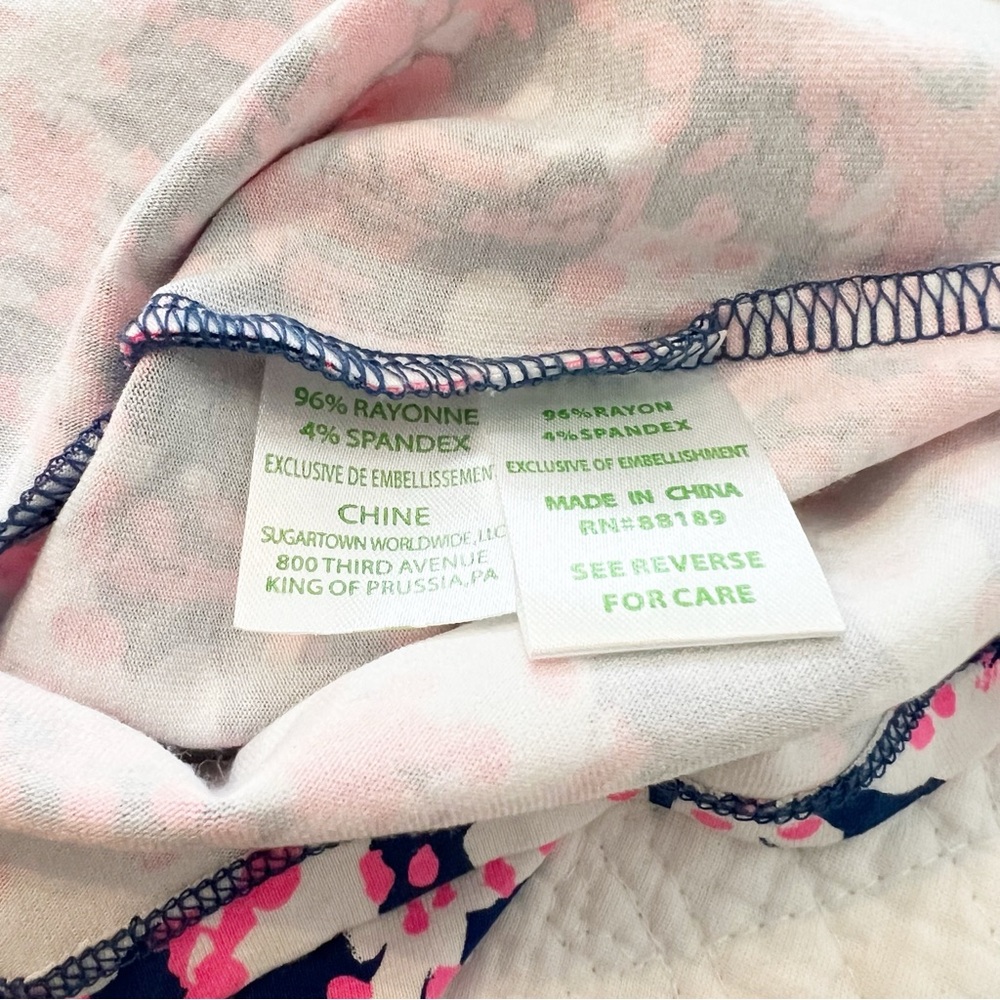 96% RAYONNE
4% SPANDEX
EXCLUSIVE DE EMBELLISSEMEN
CHINE
SUGARTOWN WORLDWIDE, LLC
800 THIRD AVENUE
KING OF PRUSSIA, PA
96% RAYON
4% SPANDEX
EXCLUSIVE OF EMBELLISHMENT
MADE IN CHINA
RN#88189
SEE REVERSE
FOR CARE